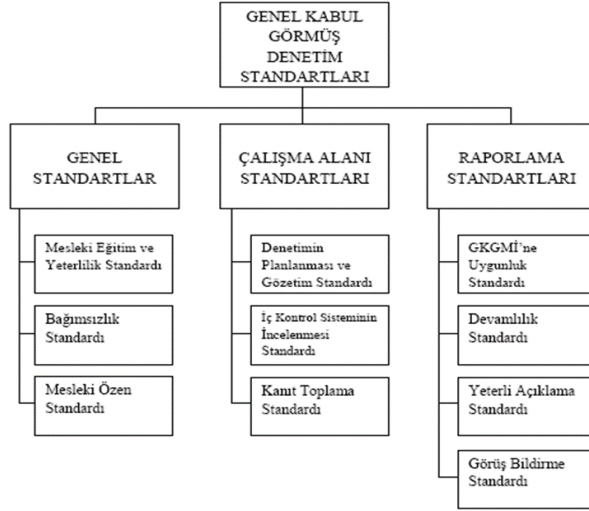 GENEL KABUL
GÖRMÜŞ
DENETİM
STANDARTLARI
GENEL
STANDARTLAR
Mesleki Eğitim ve
Yeterlilik Standardı
Bağımsızlık
Standardı
Mesleki Özen
Standardı
ÇALIŞMA ALANI
STANDARTLARI
Denetimin
Planlanması ve
Gözetim Standardı
İç Kontrol Sisteminin
İncelenmesi
Standardı
Kanıt Toplama
Standardı
RAPORLAMA
STANDARTLARI
GKGMİ’ne
Uygunluk
Standardı
Devamlılık
Standardı
Yeterli Açıklama
Standardı
Görüş Bildirme
Standardı